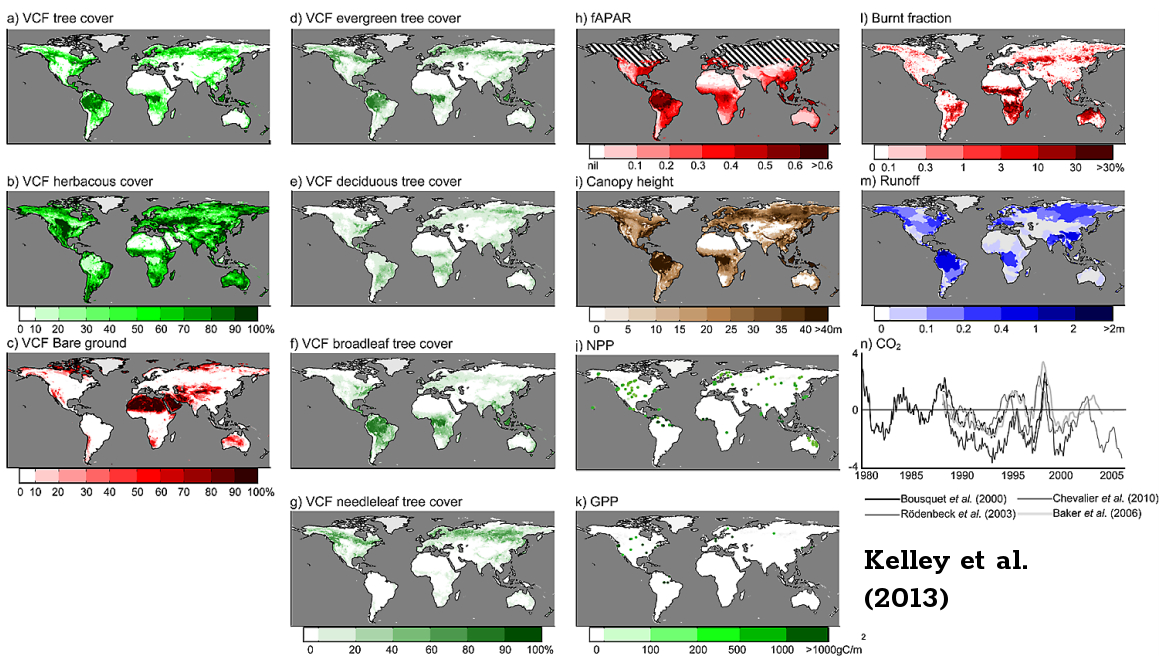 a) VCF tree cover
b) VCF herbacous cover
0 10 20 30 40 50 60 70 80 90 100%
c) VCF Bare ground
0 10 20 30 40 50 60 70 80 90 100%
d) VCF evergreen tree cover
e) VCF deciduous tree cover
f) VCF broadleaf tree cover
g) VCF needleleaf tree cover
0 20 40 60 80 90 100%
h) fAPAR
nil 0.1 0.2 0.3 0.4 0.5 0.6 >0.6
i) Canopy height
0 5 10 15 20 25 30 35 40 >40m
j) NPP
k) GPP
0 100 200 500 1000 >1000gC/m
2
l) Burnt fraction
0 0.1 0.3 1 3 10 30 >30%
m) Runoff
0 0.1 0.2 0.4 1 2 >2m
n) CO₂
4
0
-4
1980 1985 1990 1995 2000 2005
Bousquet et al. (2000) Chevalier et al. (2010)
Rödenbeck et al. (2003) Baker et al. (2006)
Kelley et al.
(2013)